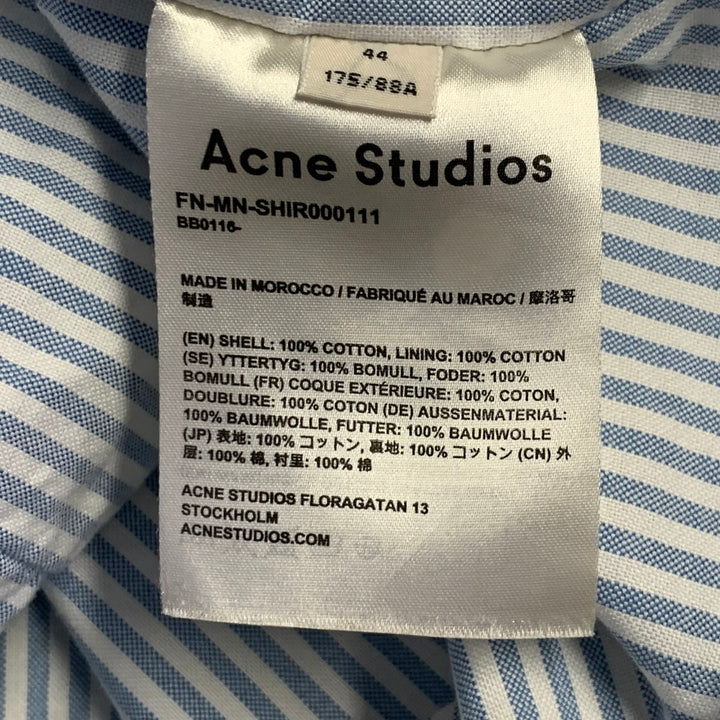 44
175/88A
Acne Studios
FN-MN-SHIR000111
BB0116-
MADE IN MOROCCO / FABRIQUÉ AU MAROC / 摩洛哥
制造
(EN) SHELL: 100% COTTON, LINING: 100% COTTON
(SE) YTTERTYG: 100% BOMULL, FODER: 100%
BOMULL (FR) COQUE EXTÉRIEURE: 100% COTON,
DOUBLURE: 100% COTON (DE) AUSSENMATERIAL:
100% BAUMWOLLE, FUTTER: 100% BAUMWOLLE
(JP) 表地: 100% コットン, 裏地: 100% コットン (CN) 外
层: 100% 棉, 衬里: 100% 棉
ACNE STUDIOS FLORAGATAN 13
STOCKHOLM
ACNESTUDIOS.COM